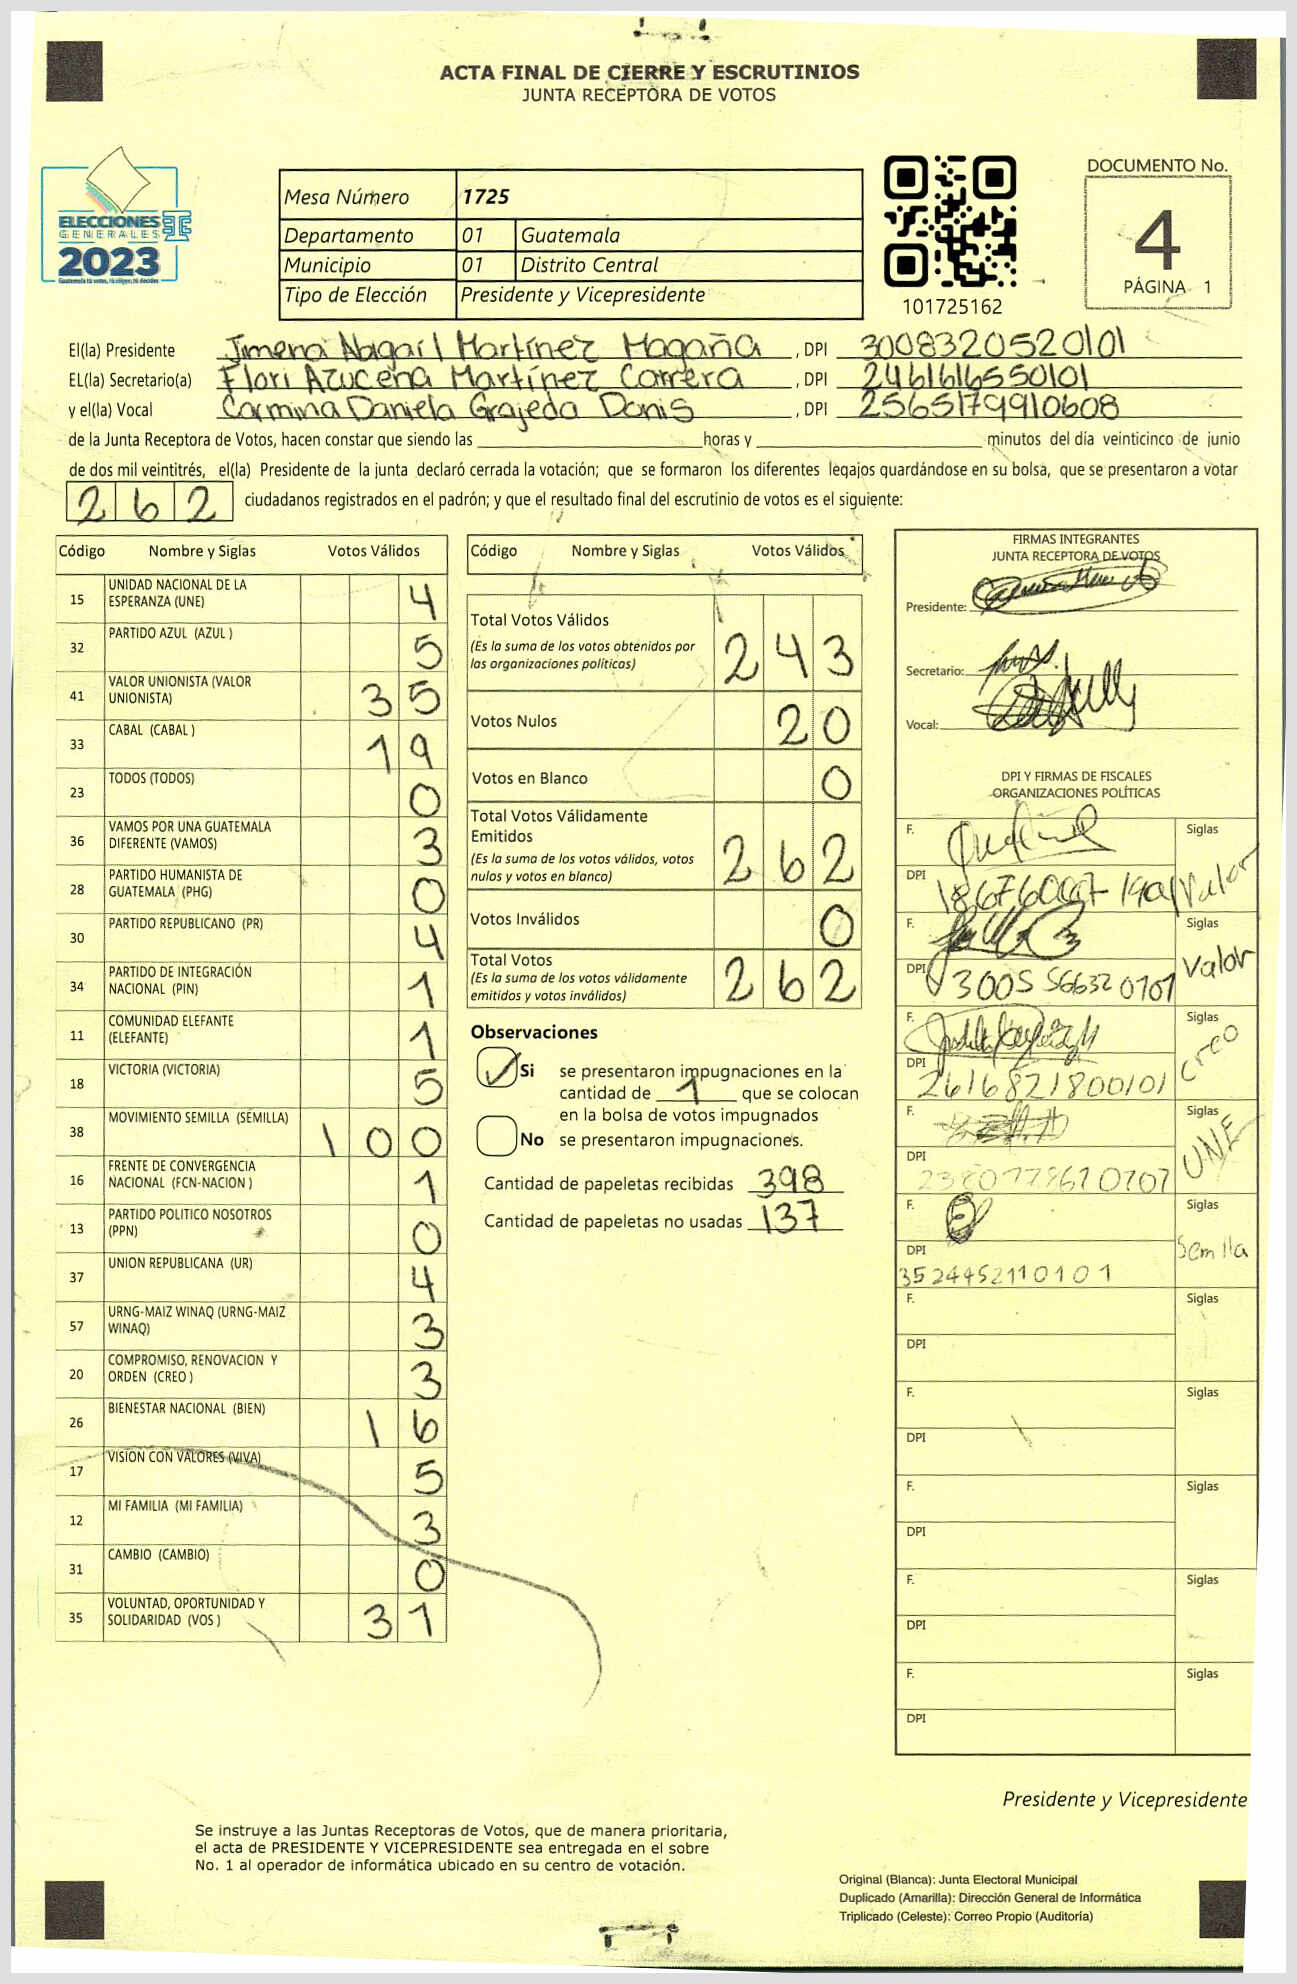 ACTA FINAL DE CIERRE Y ESCRUTINIOS
JUNTA RECEPTORA DE VOTOS
ELECCIONES
GENERALES
2023
Mesa Número 1725
Departamento 01 Guatemala
Municipio 01 Distrito Central
Tipo de Elección Presidente y Vicepresidente
101725162
DOCUMENTO No.
4
PÁGINA 1
El(la) Presidente Jimena Abigaíl Martínez Magaña, DPI 3008320520101
EL(la) Secretario(a) Flori Azucena Martínez Carrera, DPI 2461616550101
y el(la) Vocal Carmina Daniela Grajeda Donis, DPI 2565179910608
de la Junta Receptora de Votos, hacen constar que siendo las horas y minutos del día veinticinco de junio
de dos mil veintitrés, el(la) Presidente de la junta declaró cerrada la votación; que se formaron los diferentes legajos guardándose en su bolsa, que se presentaron a votar
262 ciudadanos registrados en el padrón; y que el resultado final del escrutinio de votos es el siguiente:
Código Nombre y Siglas Votos Válidos
15 UNIDAD NACIONAL DE LA ESPERANZA (UNE) 4
32 PARTIDO AZUL (AZUL ) 5
41 VALOR UNIONISTA (VALOR UNIONISTA) 35
33 CABAL (CABAL ) 19
23 TODOS (TODOS) 0
36 VAMOS POR UNA GUATEMALA DIFERENTE (VAMOS) 3
28 PARTIDO HUMANISTA DE GUATEMALA (PHG) 0
30 PARTIDO REPUBLICANO (PR) 4
34 PARTIDO DE INTEGRACIÓN NACIONAL (PIN) 1
11 COMUNIDAD ELEFANTE (ELEFANTE) 1
18 VICTORIA (VICTORIA) 5
38 MOVIMIENTO SEMILLA (SEMILLA) 100
16 FRENTE DE CONVERGENCIA NACIONAL (FCN-NACION ) 1
13 PARTIDO POLITICO NOSOTROS (PPN) 0
37 UNION REPUBLICANA (UR) 4
57 URNG-MAIZ WINAQ (URNG-MAIZ WINAQ) 3
20 COMPROMISO, RENOVACION Y ORDEN (CREO ) 3
26 BIENESTAR NACIONAL (BIEN) 16
17 VISION CON VALORES (VIVA) 5
12 MI FAMILIA (MI FAMILIA) 3
31 CAMBIO (CAMBIO) 0
35 VOLUNTAD, OPORTUNIDAD Y SOLIDARIDAD (VOS ) 31
Código Nombre y Siglas Votos Válidos
Total Votos Válidos 243
(Es la suma de los votos obtenidos por
las organizaciones políticas)
Votos Nulos 20
Votos en Blanco 0
Total Votos Válidamente
Emitidos 262
(Es la suma de los votos válidos, votos
nulos y votos en blanco)
Votos Inválidos 0
Total Votos 262
(Es la suma de los votos válidamente
emitidos y votos inválidos)
Observaciones
Si se presentaron impugnaciones en la
cantidad de 1 que se colocan
en la bolsa de votos impugnados
No se presentaron impugnaciones.
Cantidad de papeletas recibidas 398
Cantidad de papeletas no usadas 137
FIRMAS INTEGRANTES
JUNTA RECEPTORA DE VOTOS
Presidente:
Secretario:
Vocal:
DPI Y FIRMAS DE FISCALES
ORGANIZACIONES POLÍTICAS
F. Siglas
DPI Valor
F. Siglas
DPI 3005 56632 0101 Valor
F. Siglas
DPI 2616821800101 Creo
F. Siglas
DPI UNE
F. Siglas
DPI 3524452110101 Semilla
F. Siglas
DPI
F. Siglas
DPI
F. Siglas
DPI
F. Siglas
DPI
F. Siglas
DPI
Presidente y Vicepresidente
Se instruye a las Juntas Receptoras de Votos, que de manera prioritaria,
el acta de PRESIDENTE Y VICEPRESIDENTE sea entregada en el sobre
No. 1 al operador de informática ubicado en su centro de votación.
Original (Blanca): Junta Electoral Municipal
Duplicado (Amarilla): Dirección General de Informática
Triplicado (Celeste): Correo Propio (Auditoría)